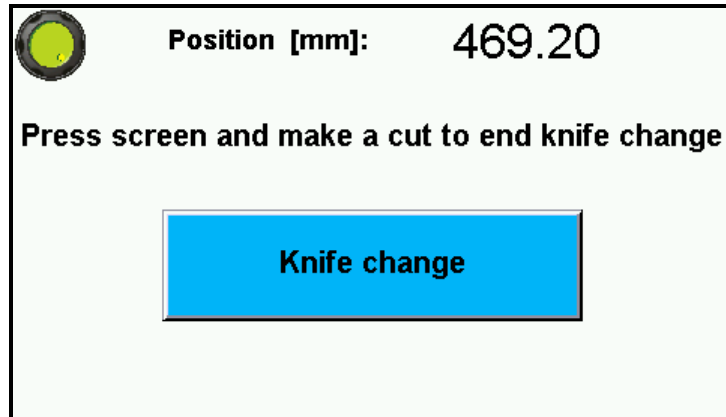 Position [mm]: 469.20
Press screen and make a cut to end knife change
Knife change